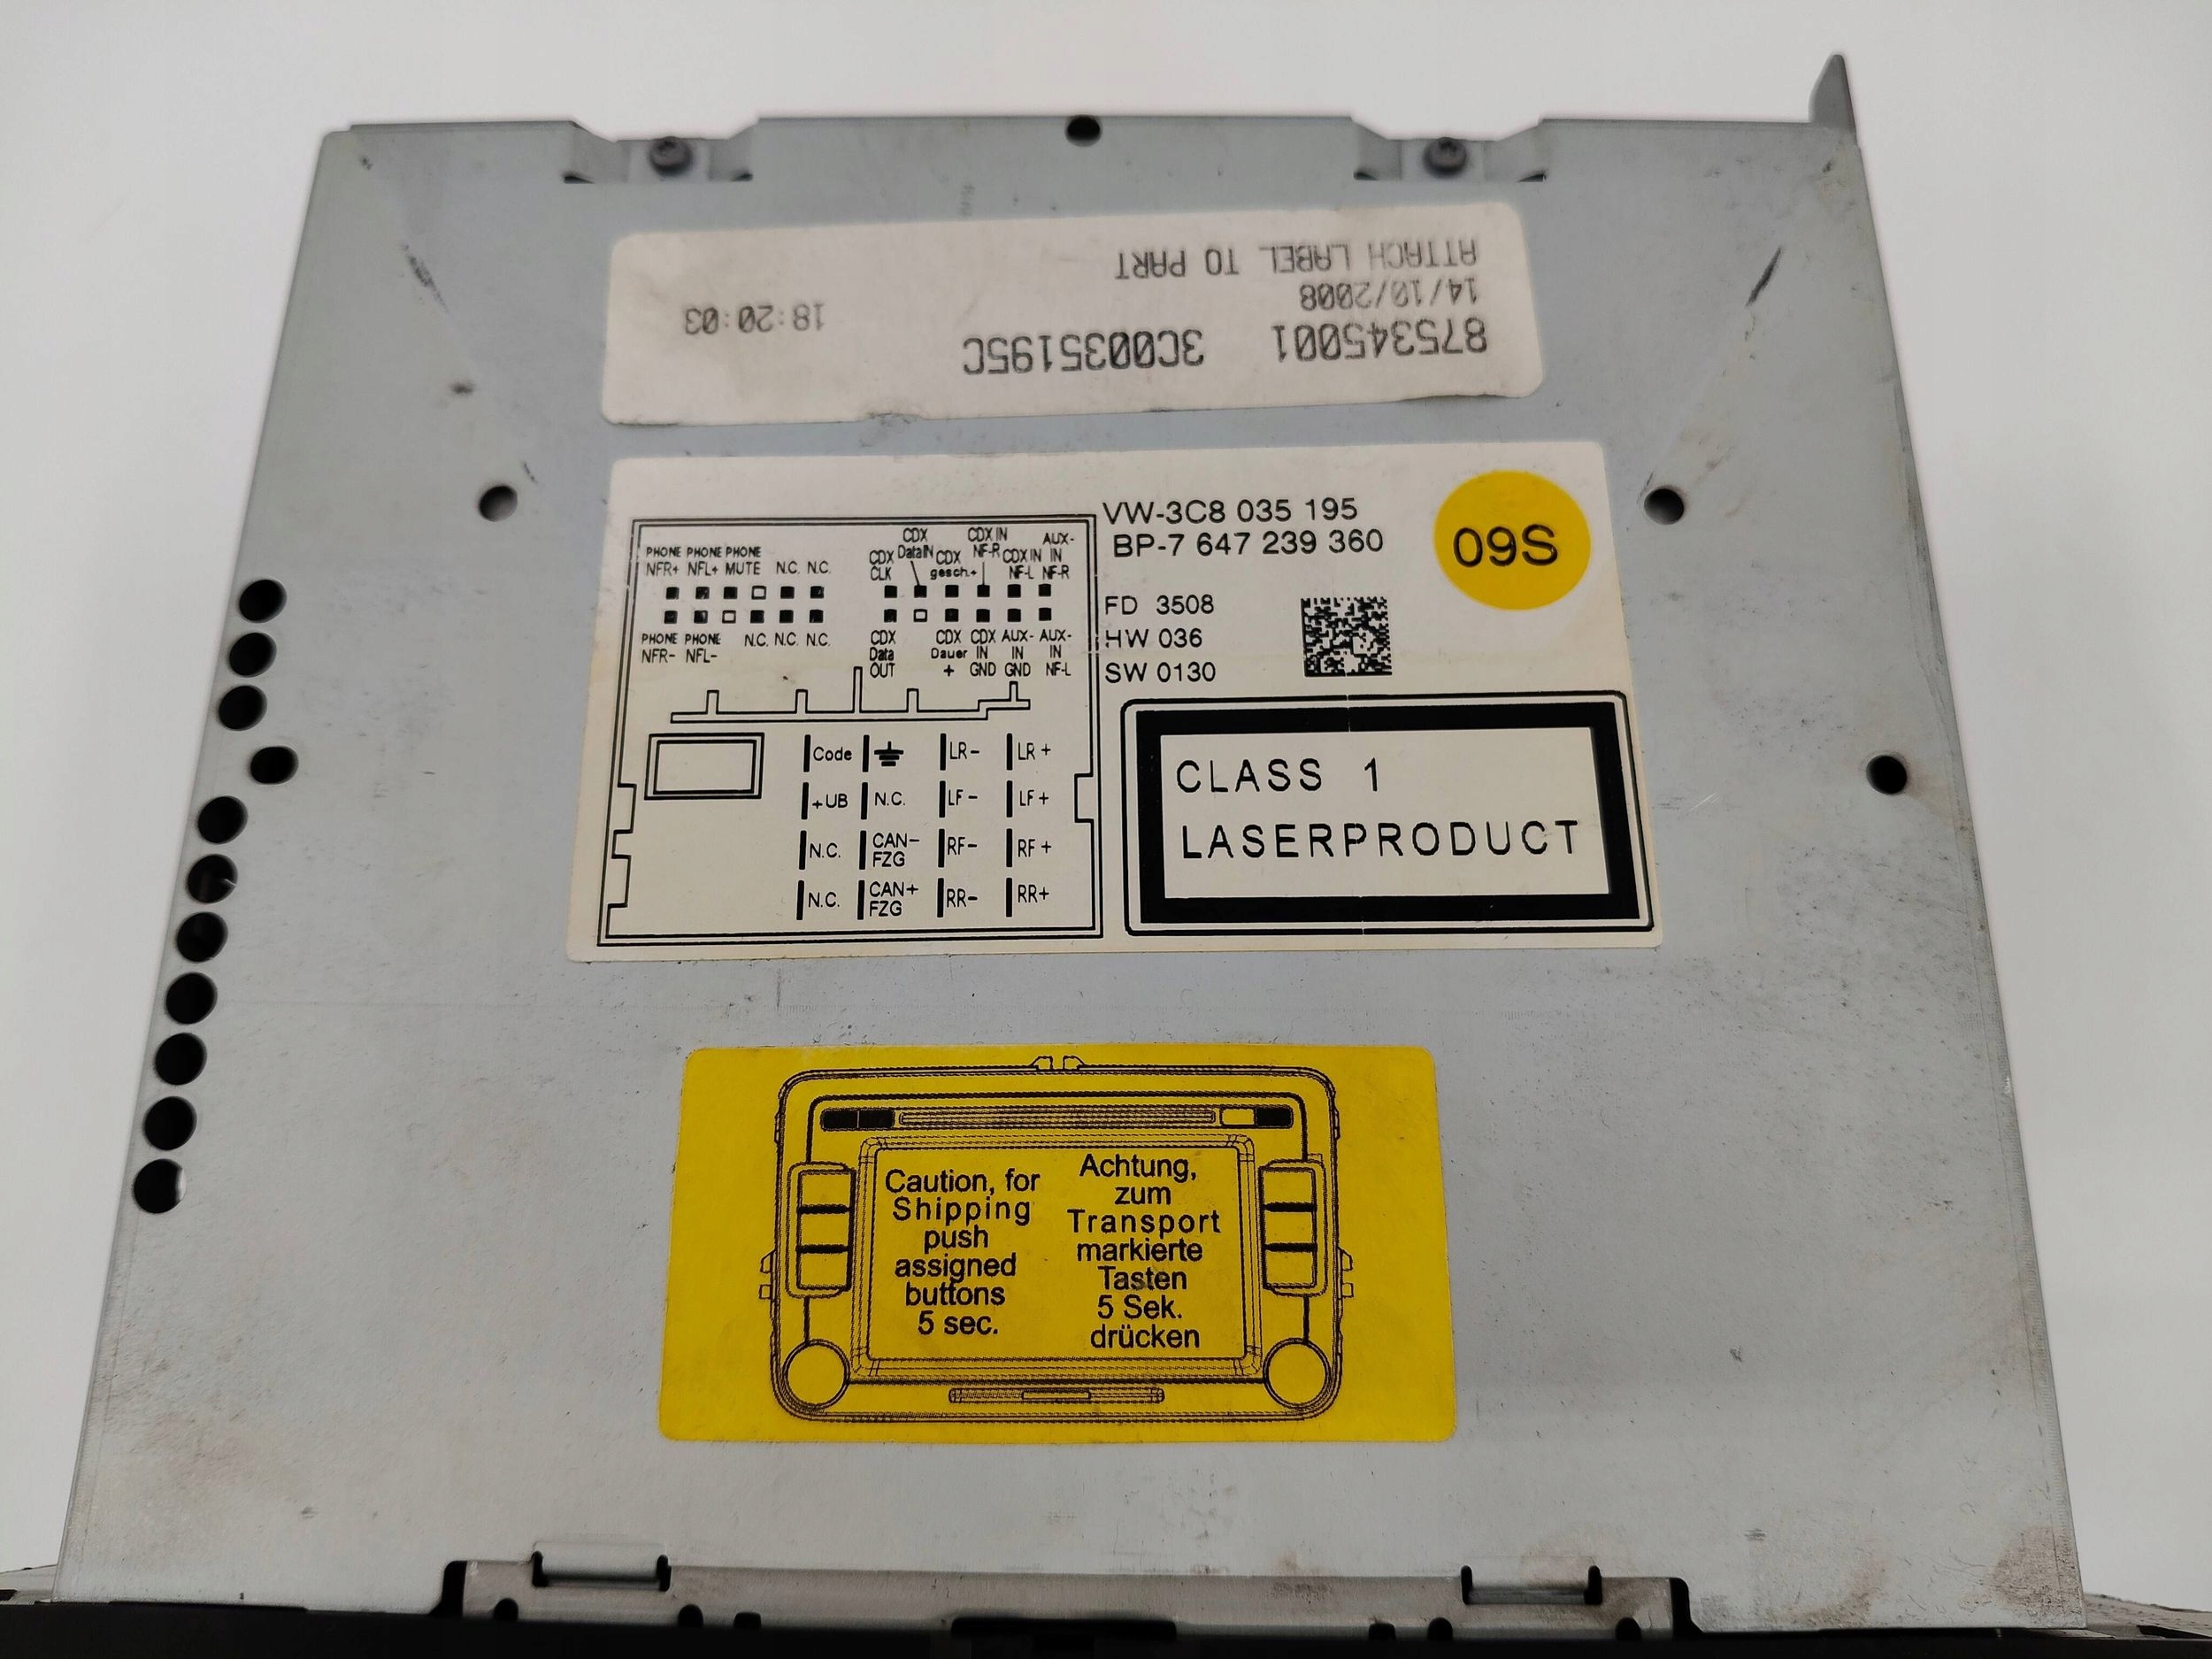 ATTACH LABEL TO PART
14/10/2008
875345001 3C0035195C 18:20:03
VW-3C8 035 195
BP-7 647 239 360
09S
FD 3508
HW 036
SW 0130
CLASS 1
LASERPRODUCT
PHONE NFR+
PHONE NFL+
PHONE MUTE
N.C. N.C.
CDX CLK
CDX DataIN
CDX gesch.+
CDX IN NF-R
CDX IN NF-L
AUX-IN NF-R
PHONE NFR-
PHONE NFL-
N.C. N.C. N.C.
CDX Data OUT
CDX Dauer +
CDX IN GND
AUX-IN GND
AUX-IN NF-L
Code LR- LR+
+UB N.C. LF- LF+
N.C. CAN- FZG RF- RF+
N.C. CAN+ FZG RR- RR+
Caution, for
Shipping
push
assigned
buttons
5 sec.
Achtung,
zum
Transport
markierte
Tasten
5 Sek.
drücken